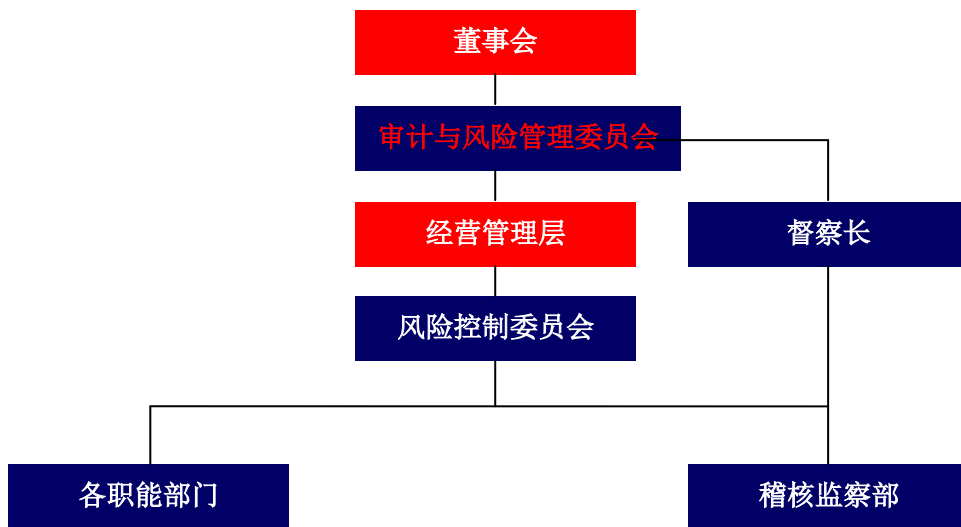 董事会
审计与风险管理委员会
经营管理层
督察长
风险控制委员会
各职能部门
稽核监察部